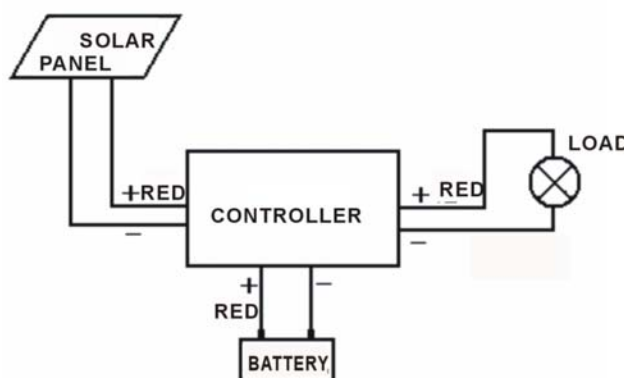 SOLAR
PANEL
LOAD
+RED
+ RED
CONTROLLER
−
−
+
−
RED
BATTERY